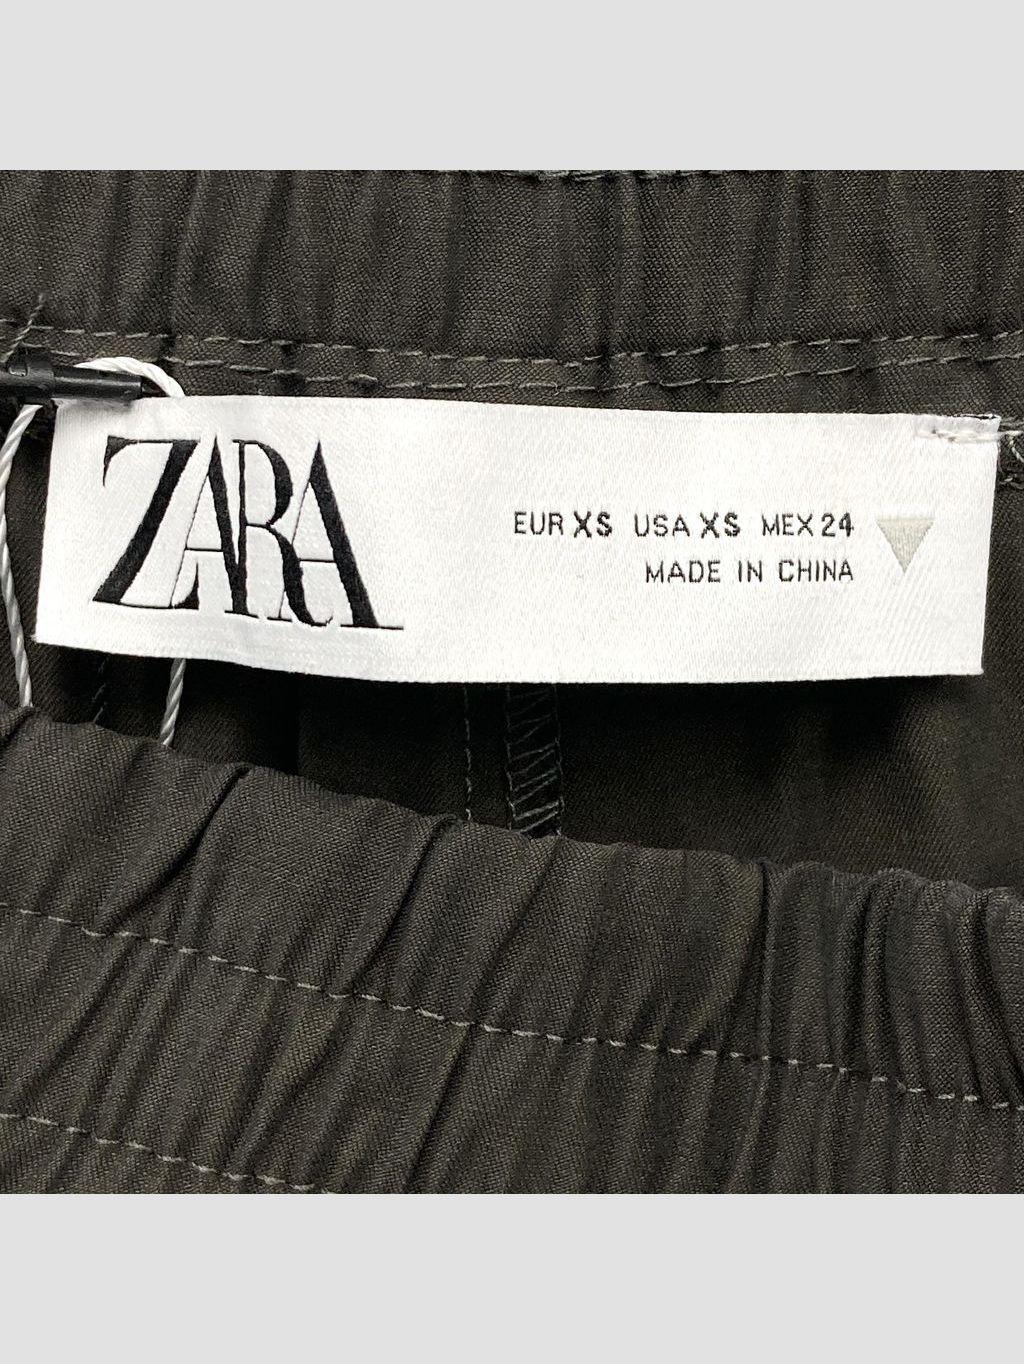 ZARA
EUR XS USA XS MEX 24
MADE IN CHINA